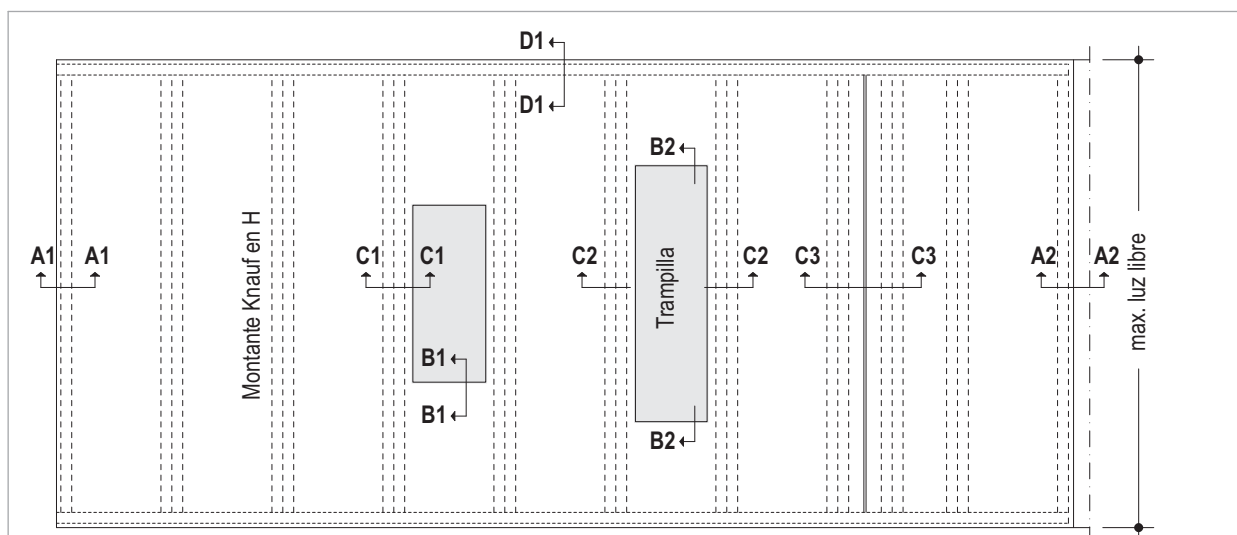 D1
D1
B2
Montante Knauf en H
A1
A1
C1
C1
C2
Trampilla
C2
C3
C3
A2
A2
max. luz libre
B1
B1
B2